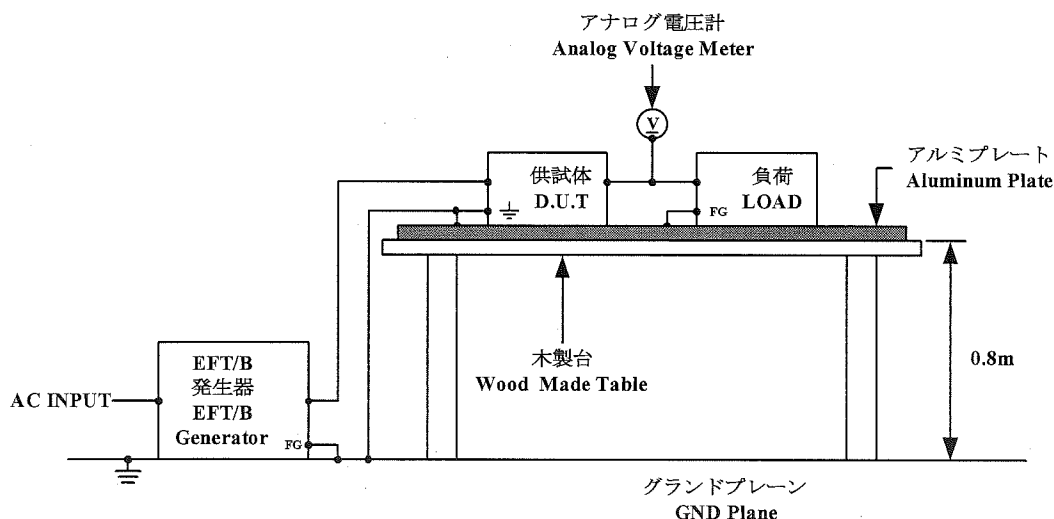 アナログ電圧計
Analog Voltage Meter
V
供試体
D.U.T
負荷
LOAD
FG
アルミプレート
Aluminum Plate
木製台
Wood Made Table
0.8m
AC INPUT
EFT/B
発生器
EFT/B
Generator
FG
グランドプレーン
GND Plane